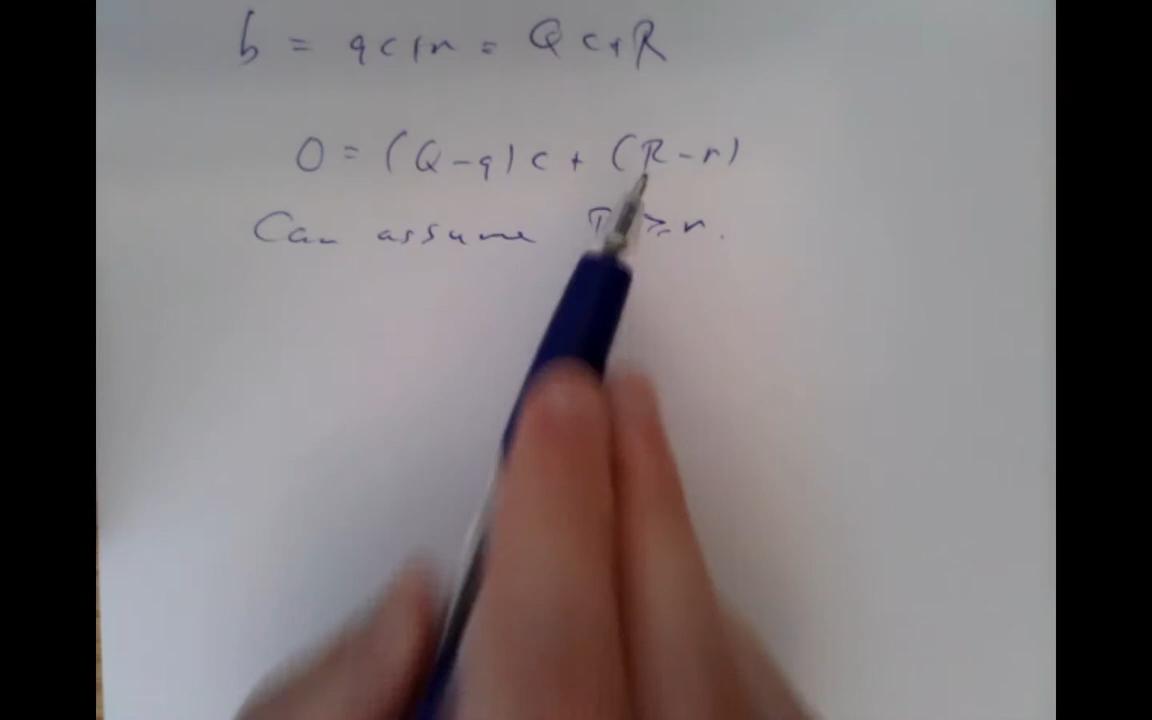 b = qc+r = Qc+R
0 = (Q-q)c + (R-r)
Can assume ≥ r.